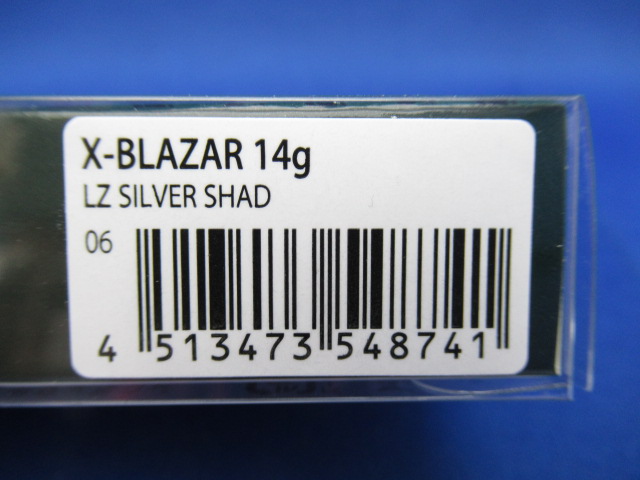 X-BLAZAR 14g
LZ SILVER SHAD
06
4 513473 548741